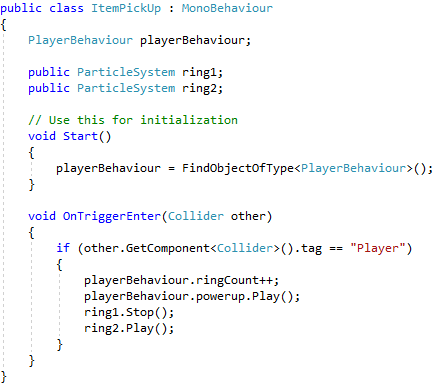 public class ItemPickUp : MonoBehaviour
{
    PlayerBehaviour playerBehaviour;

    public ParticleSystem ring1;
    public ParticleSystem ring2;

    // Use this for initialization
    void Start()
    {
        playerBehaviour = FindObjectOfType<PlayerBehaviour>();
    }

    void OnTriggerEnter(Collider other)
    {
        if (other.GetComponent<Collider>().tag == "Player")
        {
            playerBehaviour.ringCount++;
            playerBehaviour.powerup.Play();
            ring1.Stop();
            ring2.Play();
        }
    }
}